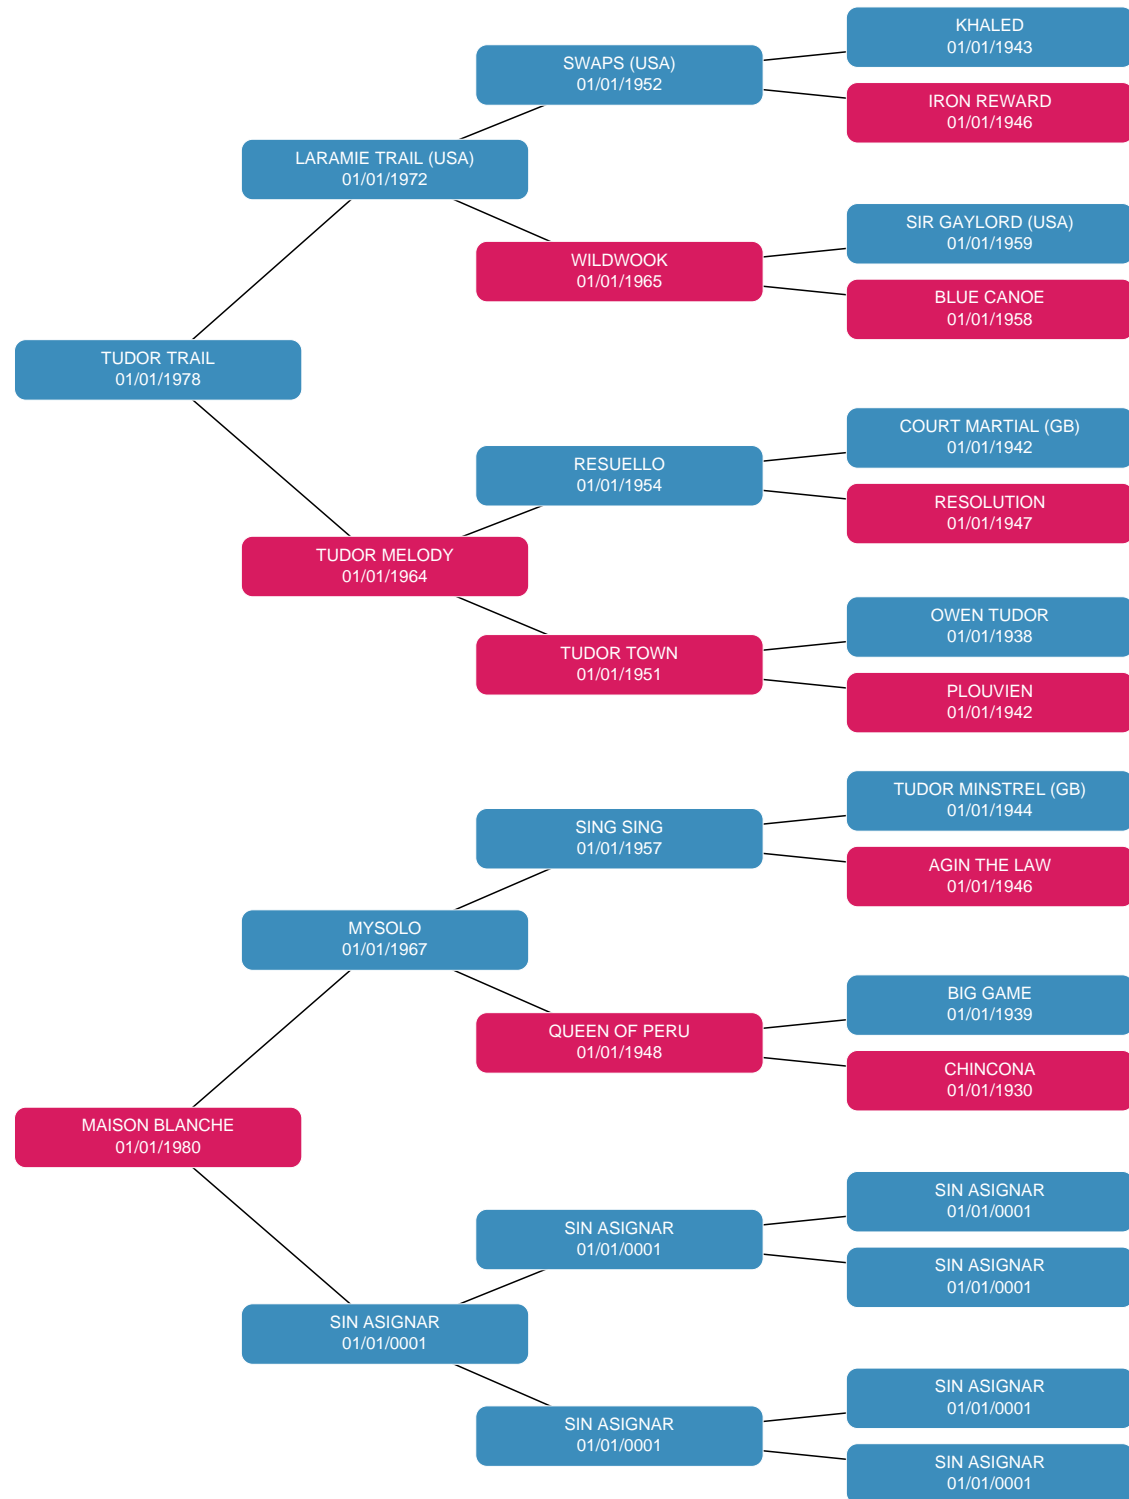 KHALED
01/01/1943
SWAPS (USA)
01/01/1952
IRON REWARD
01/01/1946
LARAMIE TRAIL (USA)
01/01/1972
SIR GAYLORD (USA)
01/01/1959
WILDWOOK
01/01/1965
BLUE CANOE
01/01/1958
TUDOR TRAIL
01/01/1978
COURT MARTIAL (GB)
01/01/1942
RESUELLO
01/01/1954
RESOLUTION
01/01/1947
TUDOR MELODY
01/01/1964
OWEN TUDOR
01/01/1938
TUDOR TOWN
01/01/1951
PLOUVIEN
01/01/1942
TUDOR MINSTREL (GB)
01/01/1944
SING SING
01/01/1957
AGIN THE LAW
01/01/1946
MYSOLO
01/01/1967
BIG GAME
01/01/1939
QUEEN OF PERU
01/01/1948
CHINCONA
01/01/1930
MAISON BLANCHE
01/01/1980
SIN ASIGNAR
01/01/0001
SIN ASIGNAR
01/01/0001
SIN ASIGNAR
01/01/0001
SIN ASIGNAR
01/01/0001
SIN ASIGNAR
01/01/0001
SIN ASIGNAR
01/01/0001
SIN ASIGNAR
01/01/0001